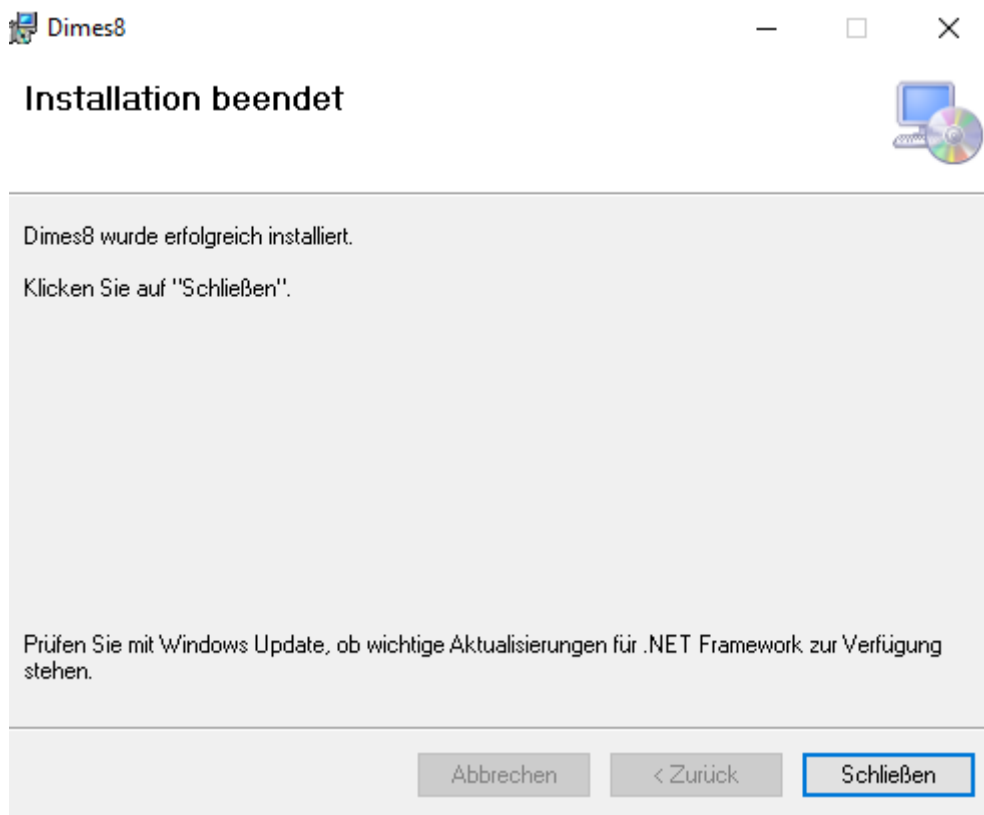 Dimes8
Installation beendet
Dimes8 wurde erfolgreich installiert.
Klicken Sie auf "Schließen".
Prüfen Sie mit Windows Update, ob wichtige Aktualisierungen für .NET Framework zur Verfügung
stehen.
Abbrechen
< Zurück
Schließen